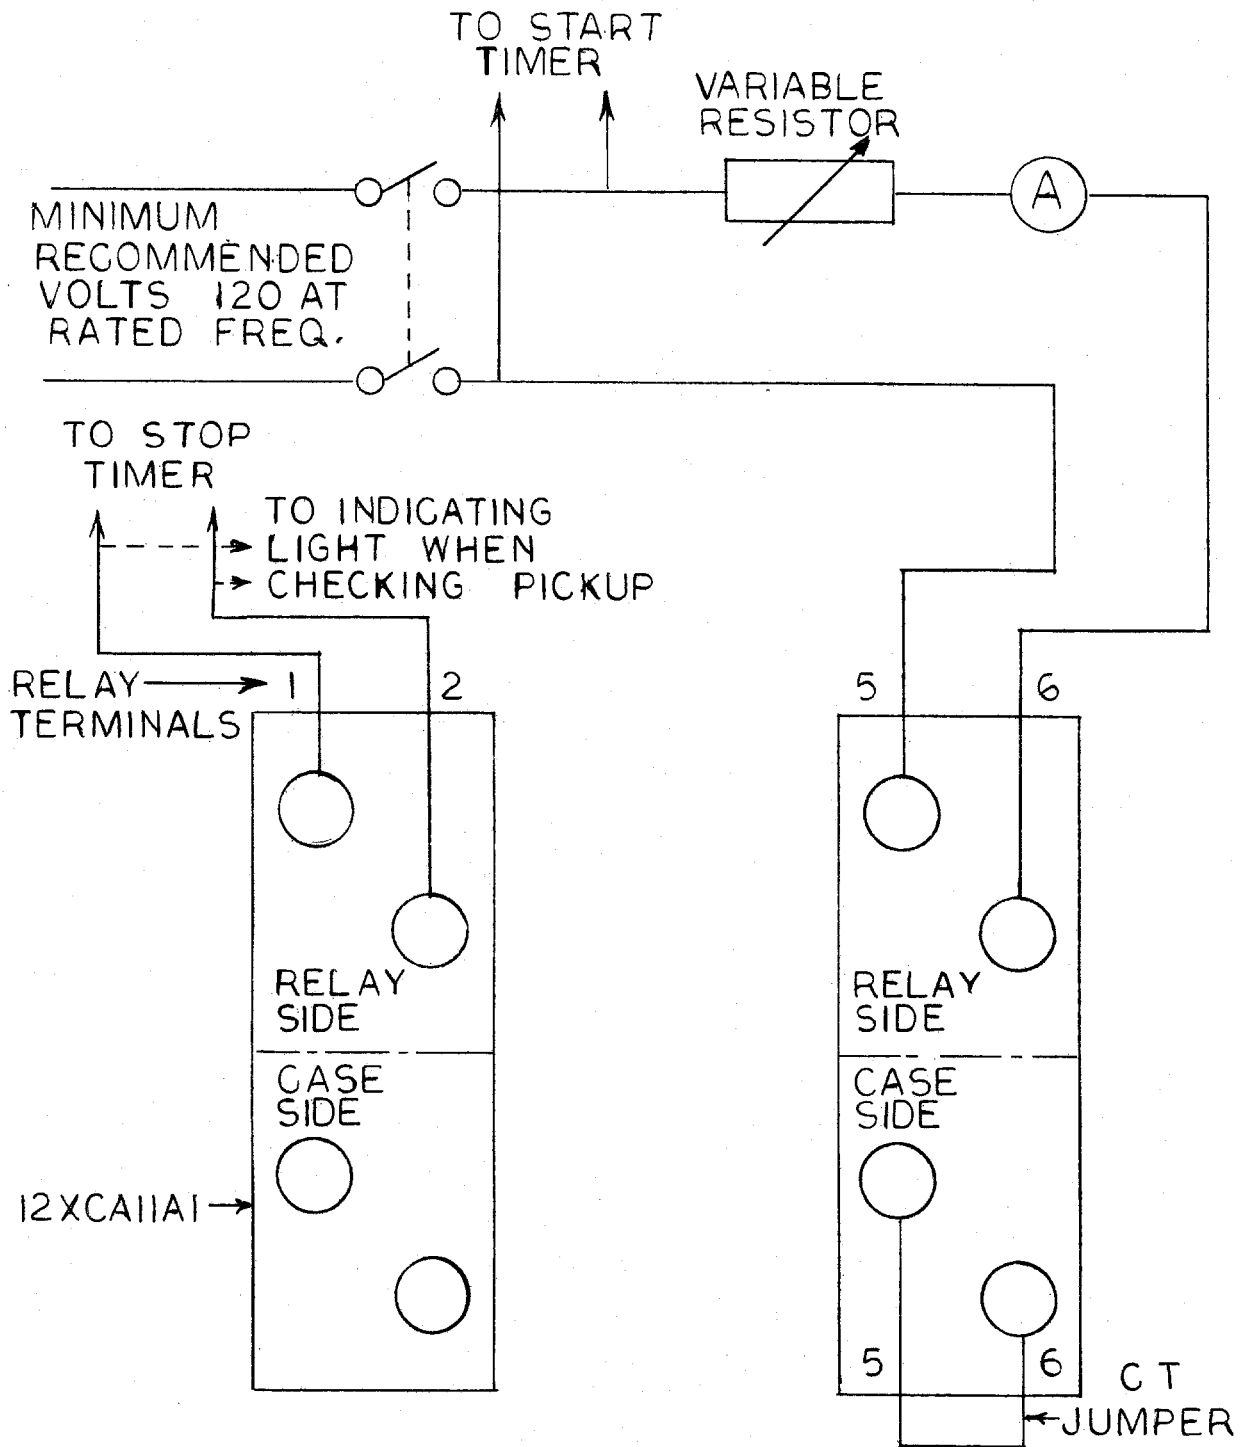 TO START
TIMER
VARIABLE
RESISTOR
A
MINIMUM
RECOMMENDED
VOLTS 120 AT
RATED FREQ.
TO STOP
TIMER
TO INDICATING
LIGHT WHEN
CHECKING PICKUP
RELAY
TERMINALS
1
2
5
6
RELAY
SIDE
CASE
SIDE
RELAY
SIDE
CASE
SIDE
12XCA11A1
5
6
CT
JUMPER